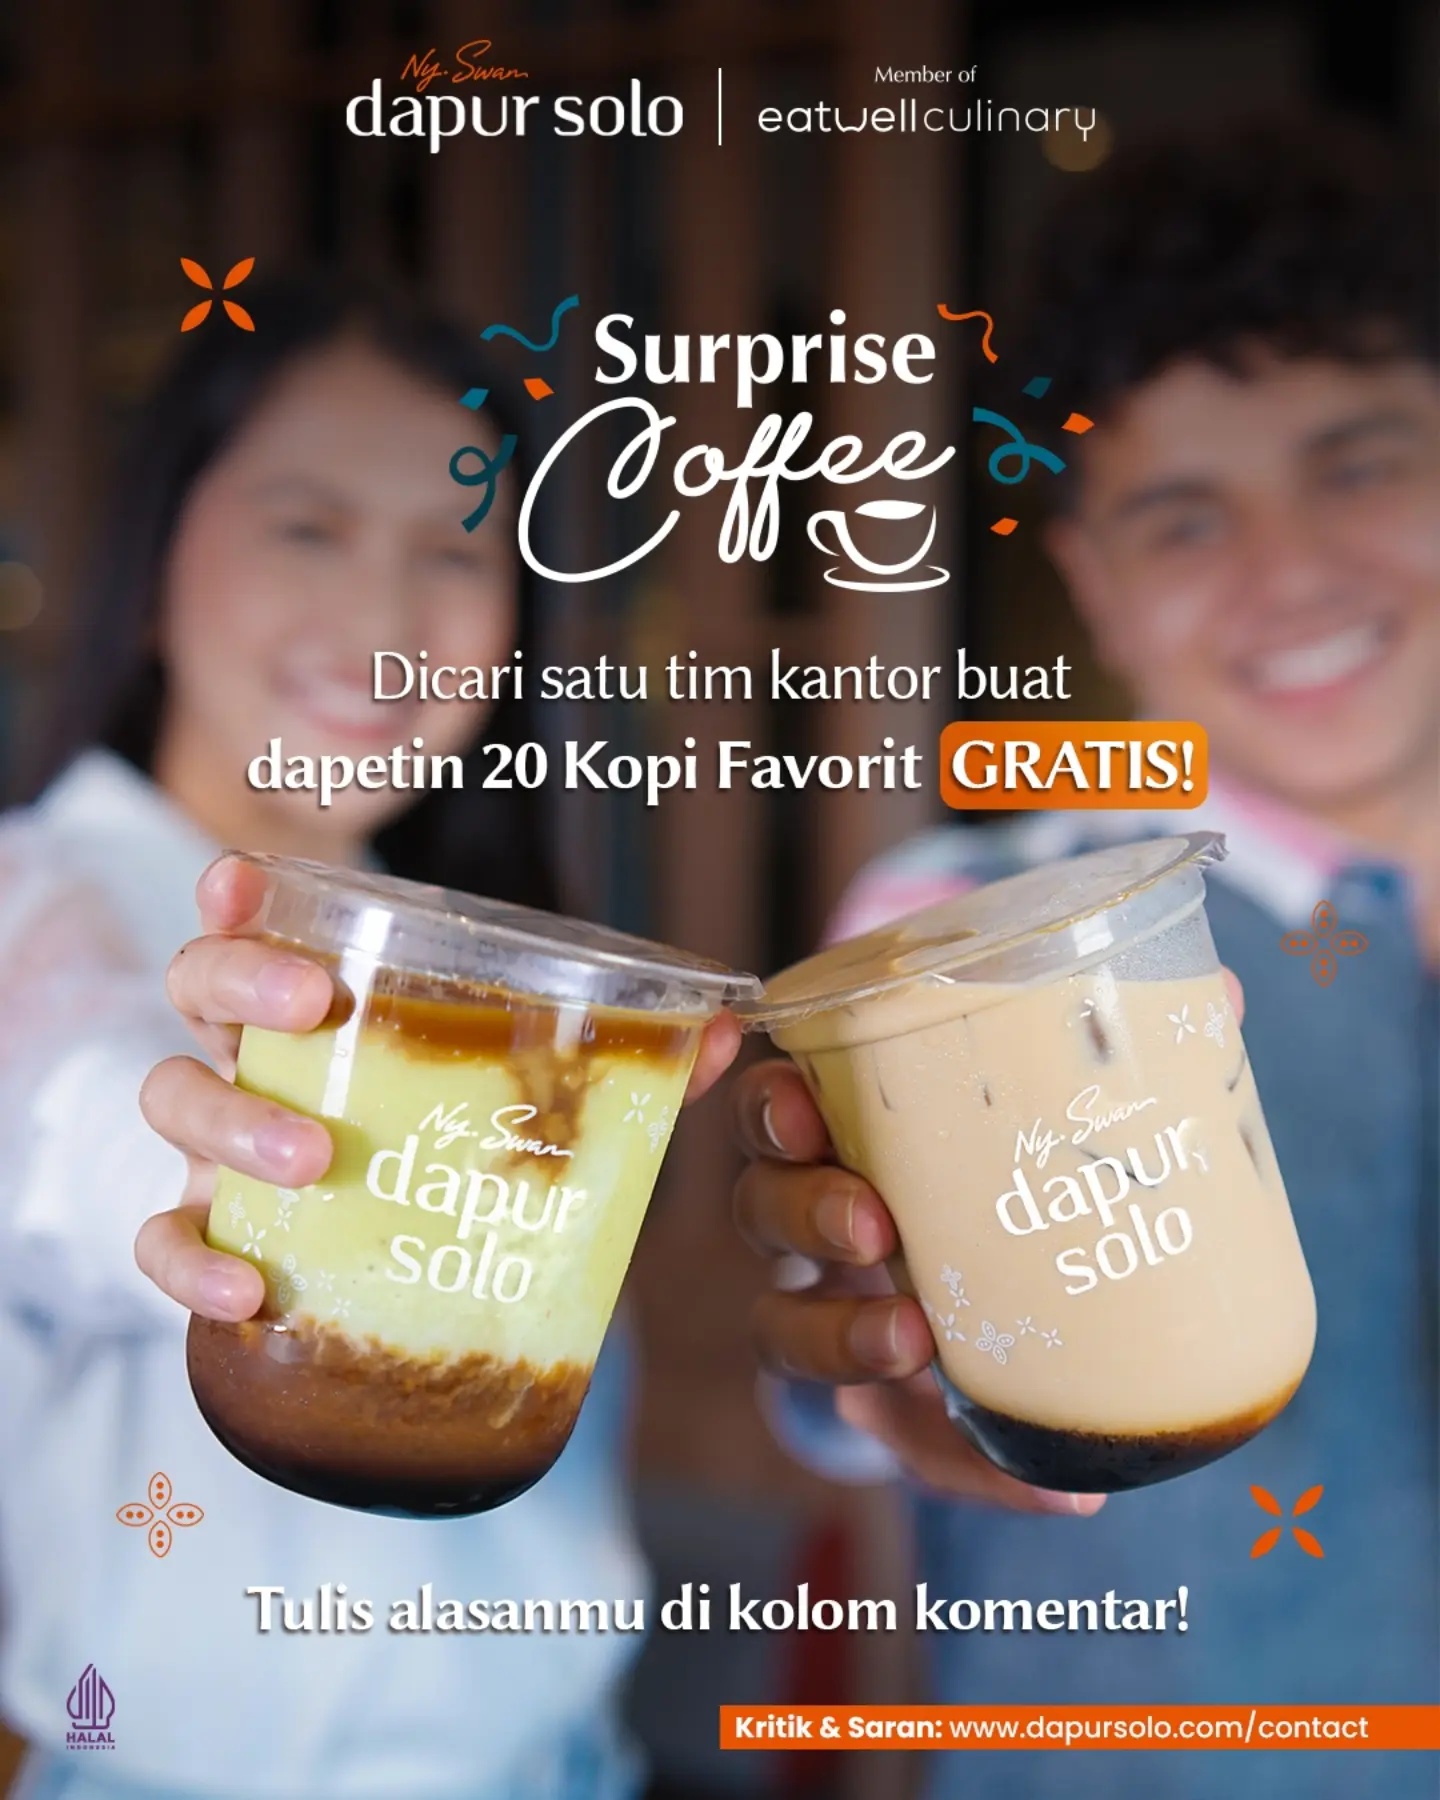 Ny. Swan
dapur solo
Member of
eatwellculinary
Surprise
Coffee
Dicari satu tim kantor buat
dapetin 20 Kopi Favorit GRATIS!
Ny. Swan
dapur
solo
Ny. Swan
dapur
solo
Tulis alasanmu di kolom komentar!
HALAL
INDONESIA
Kritik & Saran: www.dapursolo.com/contact